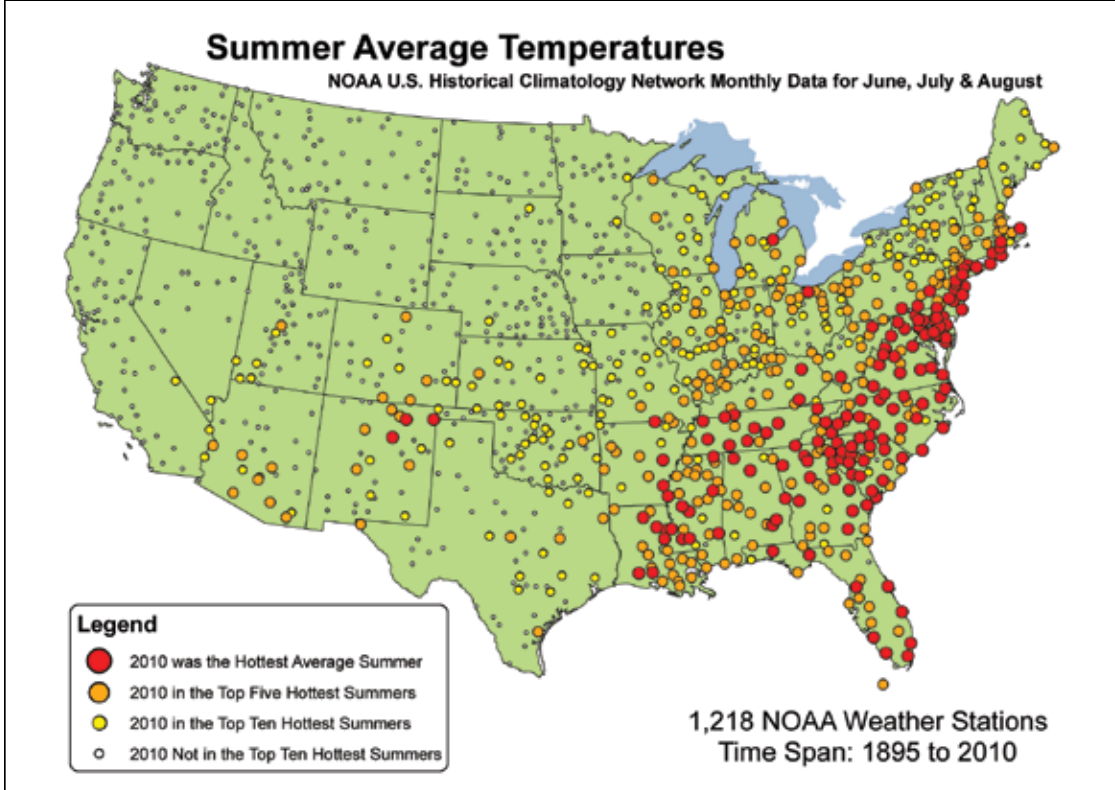 Summer Average Temperatures
NOAA U.S. Historical Climatology Network Monthly Data for June, July & August
Legend
2010 was the Hottest Average Summer
2010 in the Top Five Hottest Summers
2010 in the Top Ten Hottest Summers
2010 Not in the Top Ten Hottest Summers
1,218 NOAA Weather Stations
Time Span: 1895 to 2010